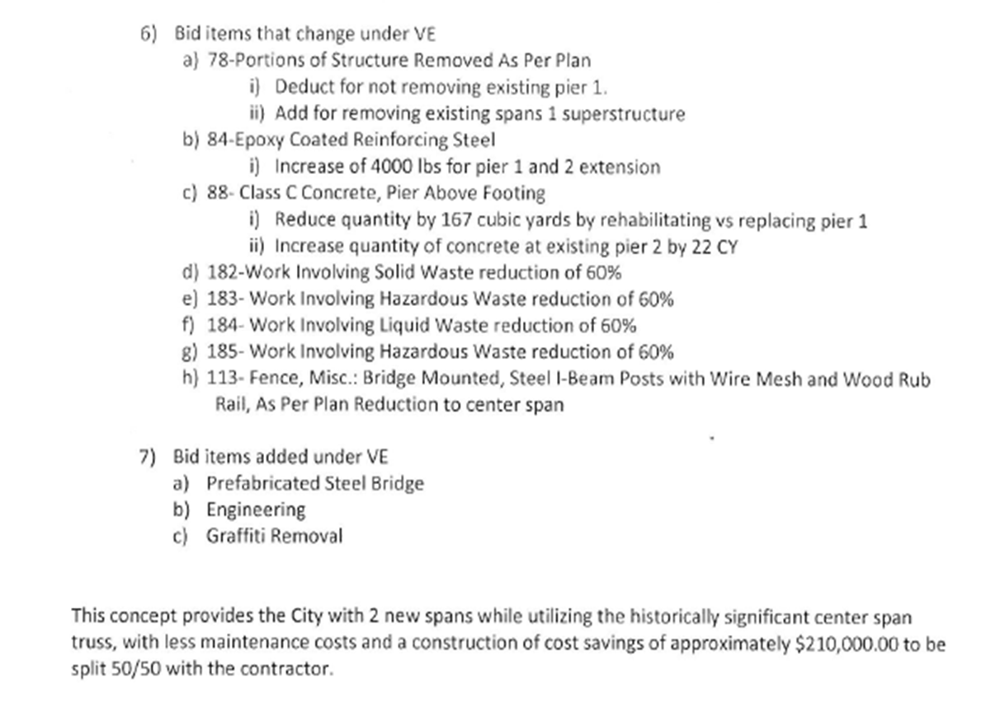 6) Bid items that change under VE
a) 78-Portions of Structure Removed As Per Plan
i) Deduct for not removing existing pier 1.
ii) Add for removing existing spans 1 superstructure
b) 84-Epoxy Coated Reinforcing Steel
i) Increase of 4000 lbs for pier 1 and 2 extension
c) 88- Class C Concrete, Pier Above Footing
i) Reduce quantity by 167 cubic yards by rehabilitating vs replacing pier 1
ii) Increase quantity of concrete at existing pier 2 by 22 CY
d) 182-Work Involving Solid Waste reduction of 60%
e) 183- Work Involving Hazardous Waste reduction of 60%
f) 184- Work Involving Liquid Waste reduction of 60%
g) 185- Work Involving Hazardous Waste reduction of 60%
h) 113- Fence, Misc.: Bridge Mounted, Steel I-Beam Posts with Wire Mesh and Wood Rub
Rail, As Per Plan Reduction to center span
7) Bid items added under VE
a) Prefabricated Steel Bridge
b) Engineering
c) Graffiti Removal
This concept provides the City with 2 new spans while utilizing the historically significant center span
truss, with less maintenance costs and a construction of cost savings of approximately $210,000.00 to be
split 50/50 with the contractor.